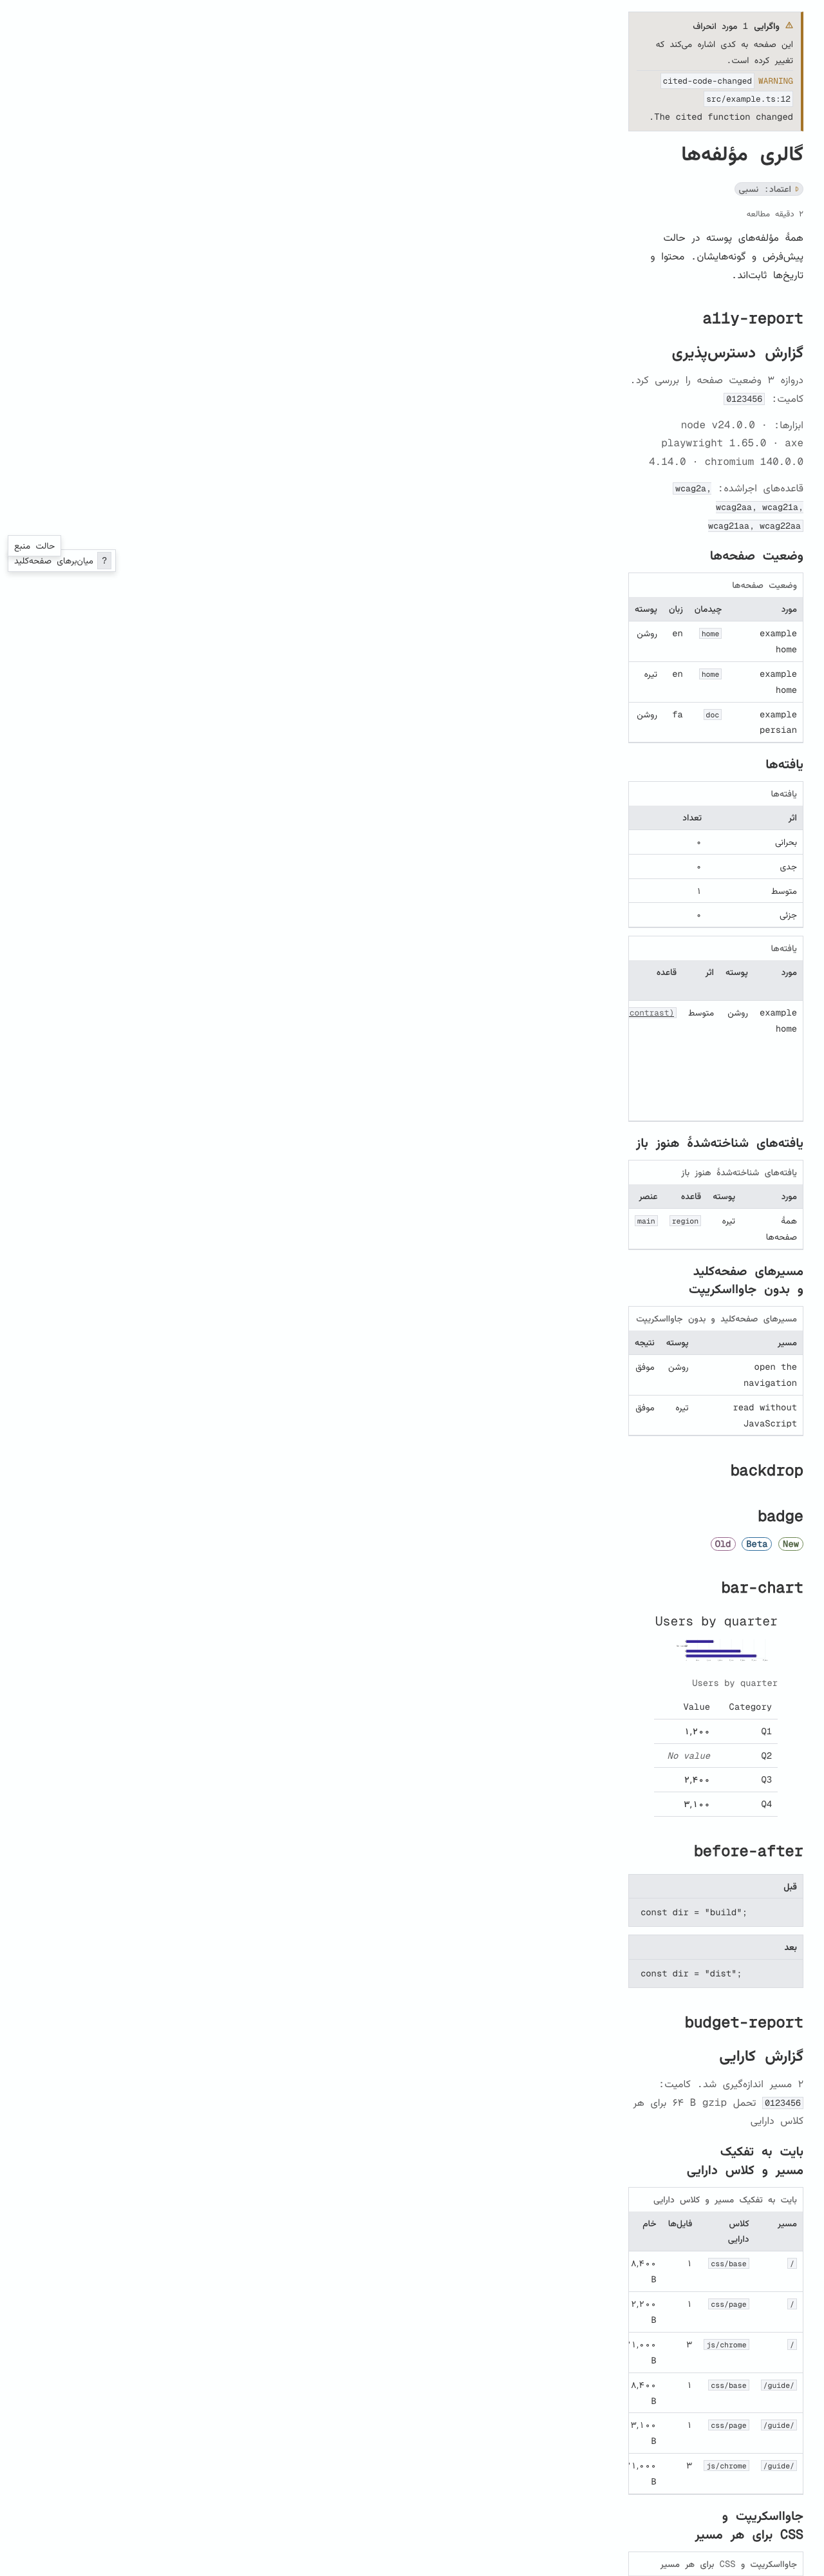 ⚠ واگرایی 1 مورد انحراف
این صفحه به کدی اشاره می‌کند که
تغییر کرده است.
WARNING cited-code-changed
src/example.ts:12
The cited function changed.
گالری مؤلفه‌ها
اعتماد: نسبی
۲ دقیقه مطالعه
همهٔ مؤلفه‌های پوسته در حالت
پیش‌فرض و گونه‌هایشان. محتوا و
تاریخ‌ها ثابت‌اند.
a11y-report
گزارش دسترس‌پذیری
دروازه ۳ وضعیت صفحه را بررسی کرد.
کامیت: 0123456
ابزارها: node v24.0.0 ·
playwright 1.65.0 · axe
4.14.0 · chromium 140.0.0
قاعده‌های اجراشده: wcag2a,
wcag2aa, wcag21a,
wcag21aa, wcag22aa
حالت منبع
? میان‌برهای صفحه‌کلید
وضعیت صفحه‌ها
وضعیت صفحه‌ها
مورد چیدمان زبان پوسته
example home home en روشن
example home home en تیره
example persian doc fa روشن
یافته‌ها
یافته‌ها
اثر تعداد
بحرانی ۰
جدی ۰
متوسط ۱
جزئی ۰
یافته‌ها
مورد پوسته اثر قاعده
example home روشن متوسط contrast)
یافته‌های شناخته‌شدهٔ هنوز باز
یافته‌های شناخته‌شدهٔ هنوز باز
مورد پوسته قاعده عنصر
همهٔ صفحه‌ها تیره region main
مسیرهای صفحه‌کلید
و بدون جاوااسکریپت
مسیرهای صفحه‌کلید و بدون جاوااسکریپت
مسیر پوسته نتیجه
open the navigation روشن موفق
read without JavaScript تیره موفق
backdrop
badge
New Beta Old
bar-chart
Users by quarter
Users by quarter
Category Value
Q1 ۱٬۲۰۰
Q2 No value
Q3 ۲٬۴۰۰
Q4 ۳٬۱۰۰
before-after
قبل
const dir = "build";
بعد
const dir = "dist";
budget-report
گزارش کارایی
۲ مسیر اندازه‌گیری شد. کامیت:
0123456 تحمل ۶۴ B gzip برای هر
کلاس دارایی
بایت به تفکیک
مسیر و کلاس دارایی
بایت به تفکیک مسیر و کلاس دارایی
مسیر کلاس دارایی فایل‌ها خام
/ css/base ۱ ۸٬۴۰۰ B
/ css/page ۱ ۲٬۲۰۰ B
/ js/chrome ۳ ۱٬۰۰۰ B
/guide/ css/base ۱ ۸٬۴۰۰ B
/guide/ css/page ۱ ۳٬۱۰۰ B
/guide/ js/chrome ۳ ۱٬۰۰۰ B
جاوااسکریپت و
CSS برای هر مسیر
جاوااسکریپت و CSS برای هر مسیر